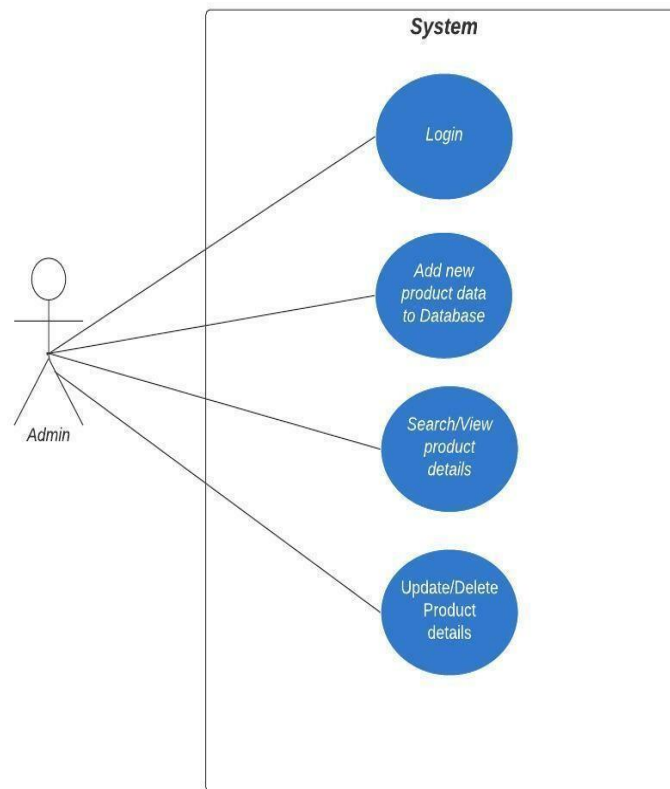 System
Login
Add new
product data
to Database
Search/View
product
details
Admin
Update/Delete
Product
details